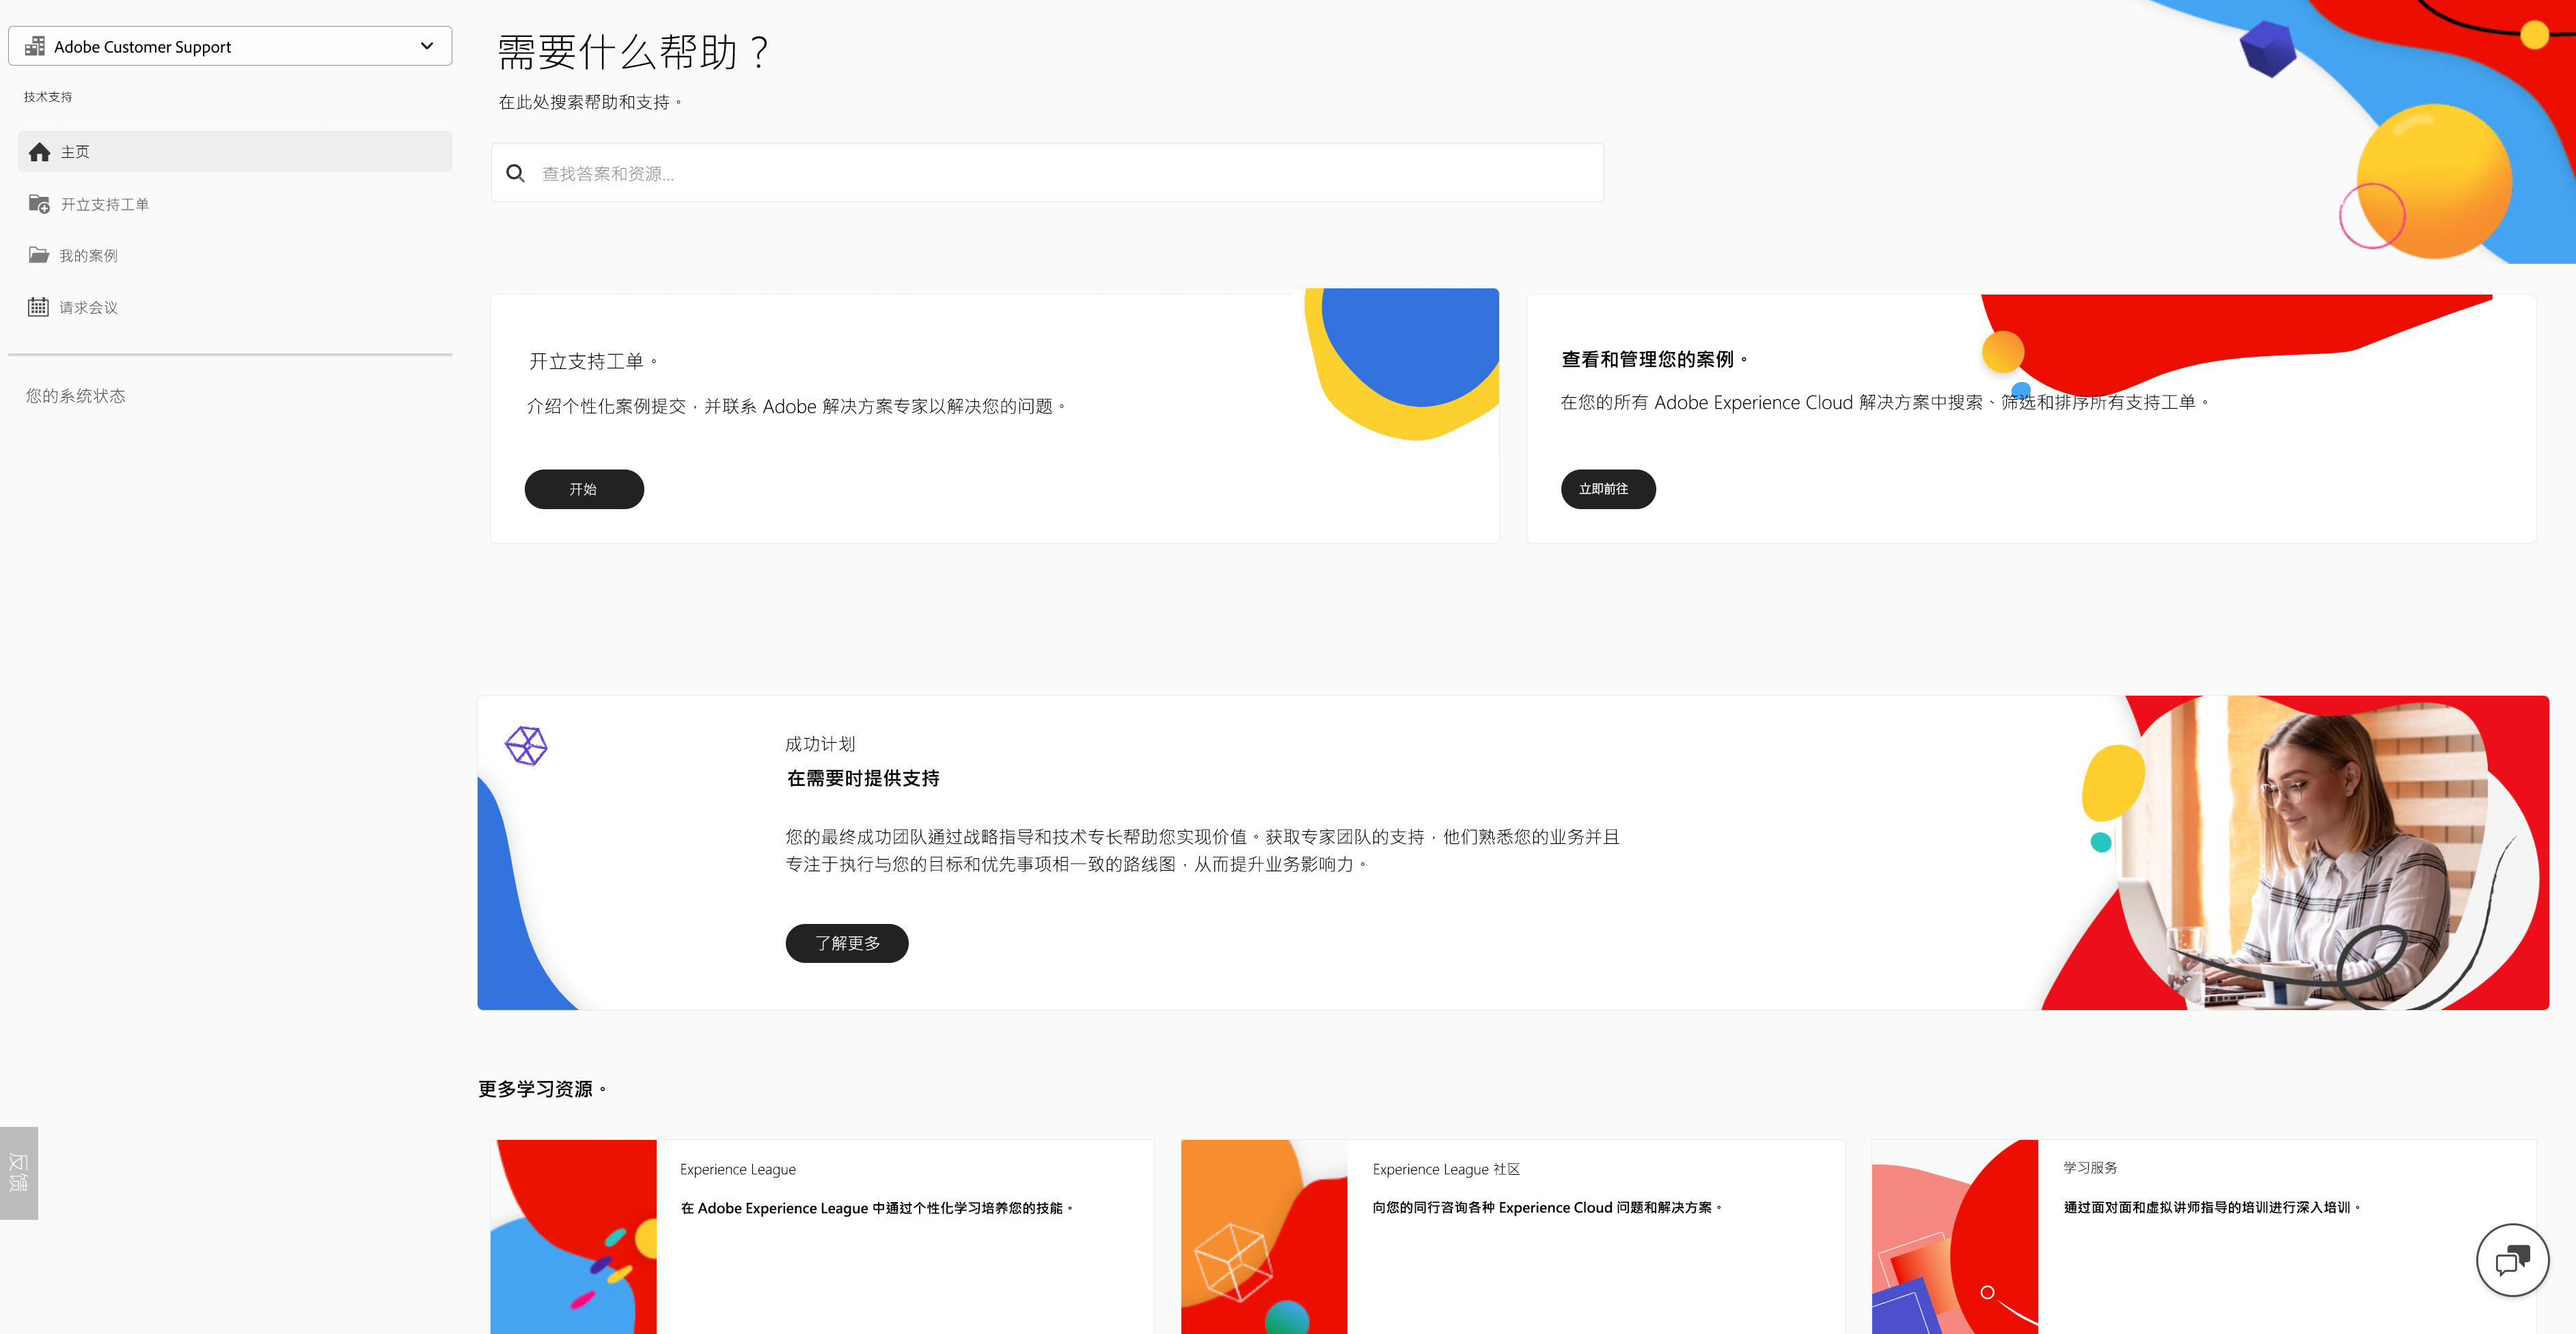 Adobe Customer Support
技术支持
主页
开立支持工单
我的案例
请求会议
您的系统状态
反馈
需要什么帮助？
在此处搜索帮助和支持。
查找答案和资源...
开立支持工单。
介绍个性化案例提交，并联系 Adobe 解决方案专家以解决您的问题。
开始
查看和管理您的案例。
在您的所有 Adobe Experience Cloud 解决方案中搜索、筛选和排序所有支持工单。
立即前往
成功计划
在需要时提供支持
您的最终成功团队通过战略指导和技术专长帮助您实现价值。获取专家团队的支持，他们熟悉您的业务并且
专注于执行与您的目标和优先事项相一致的路线图，从而提升业务影响力。
了解更多
更多学习资源。
Experience League
在 Adobe Experience League 中通过个性化学习培养您的技能。
Experience League 社区
向您的同行咨询各种 Experience Cloud 问题和解决方案。
学习服务
通过面对面和虚拟讲师指导的培训进行深入培训。